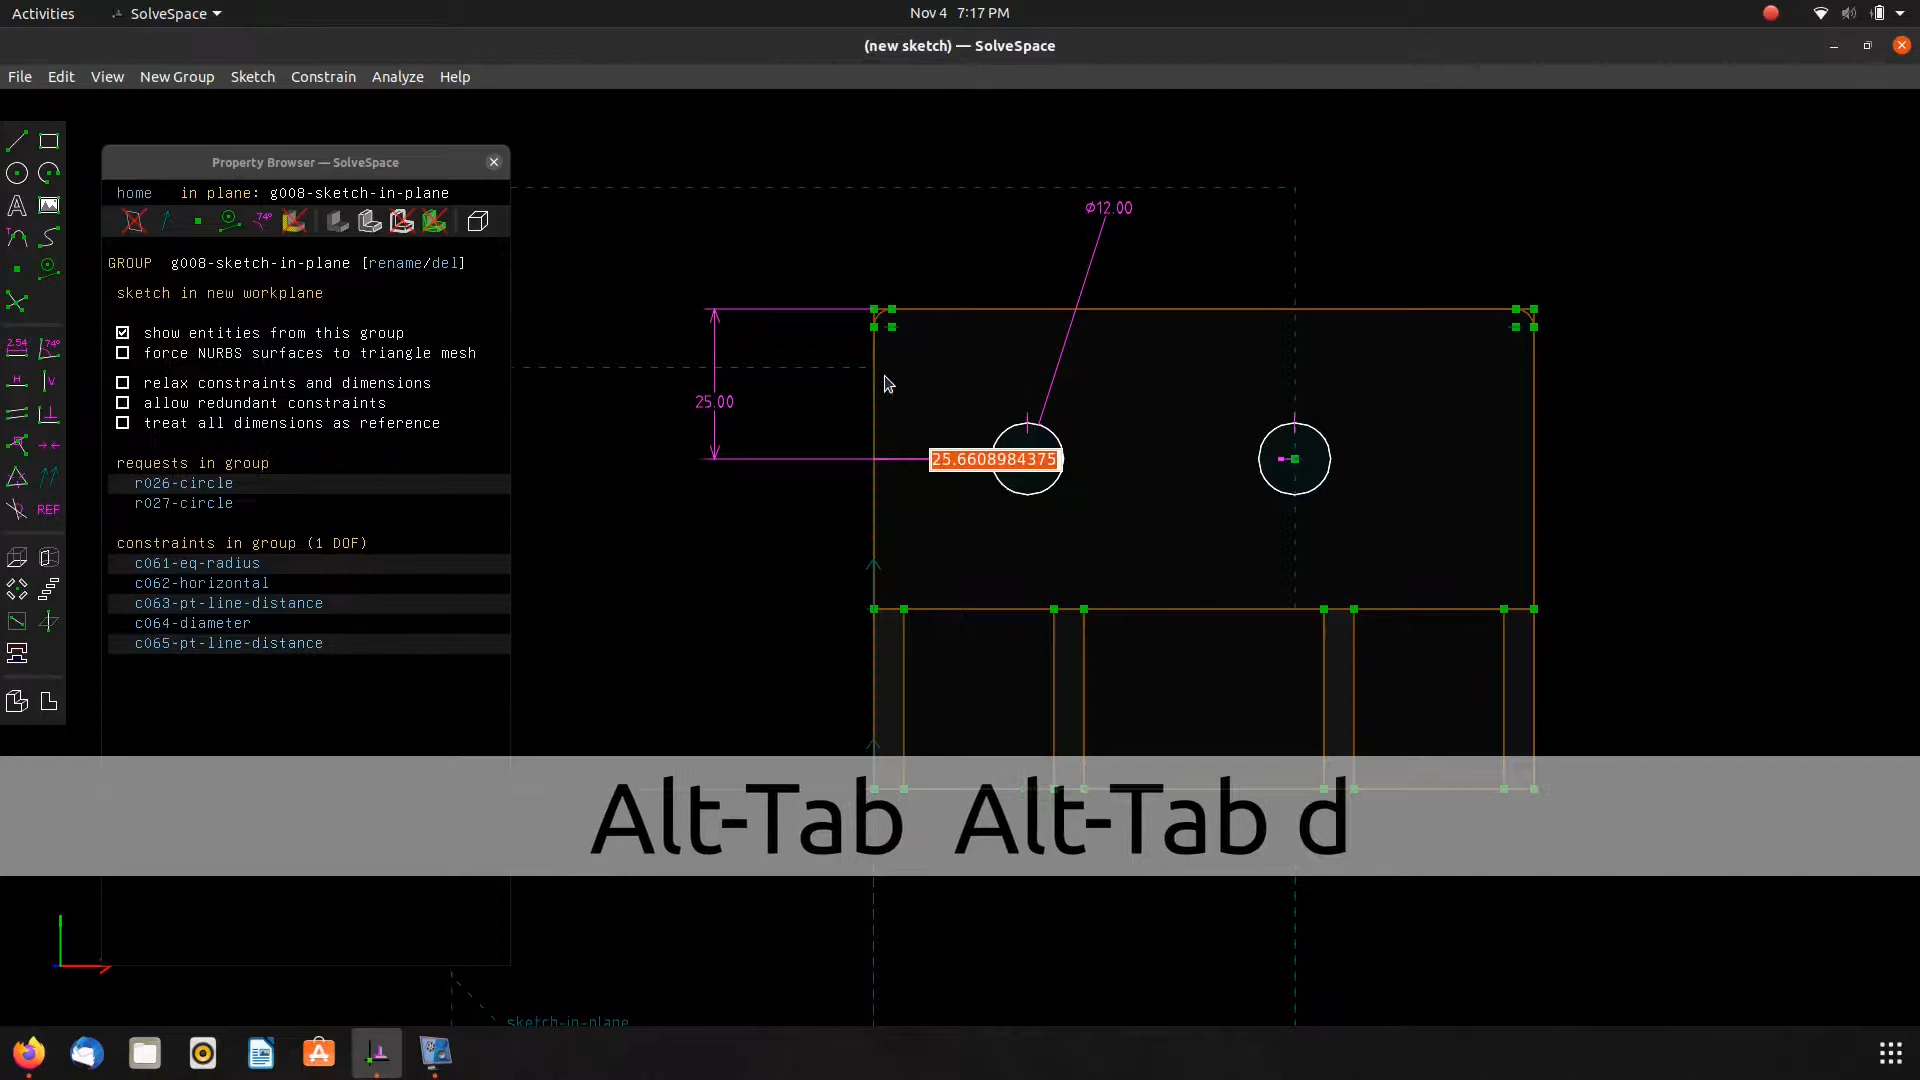 Activities
SolveSpace
Nov 4 7:17 PM
(new sketch) — SolveSpace
File Edit View New Group Sketch Constrain Analyze Help
Property Browser — SolveSpace
home in plane: g008-sketch-in-plane
74°
GROUP g008-sketch-in-plane [rename/del]
sketch in new workplane
show entities from this group
force NURBS surfaces to triangle mesh
relax constraints and dimensions
allow redundant constraints
treat all dimensions as reference
requests in group
r026-circle
r027-circle
constraints in group (1 DOF)
c061-eq-radius
c062-horizontal
c063-pt-line-distance
c064-diameter
c065-pt-line-distance
2.54 74°
H V
REF
⌀12.00
25.00
25.6608984375
Alt-Tab Alt-Tab d
sketch-in-plane